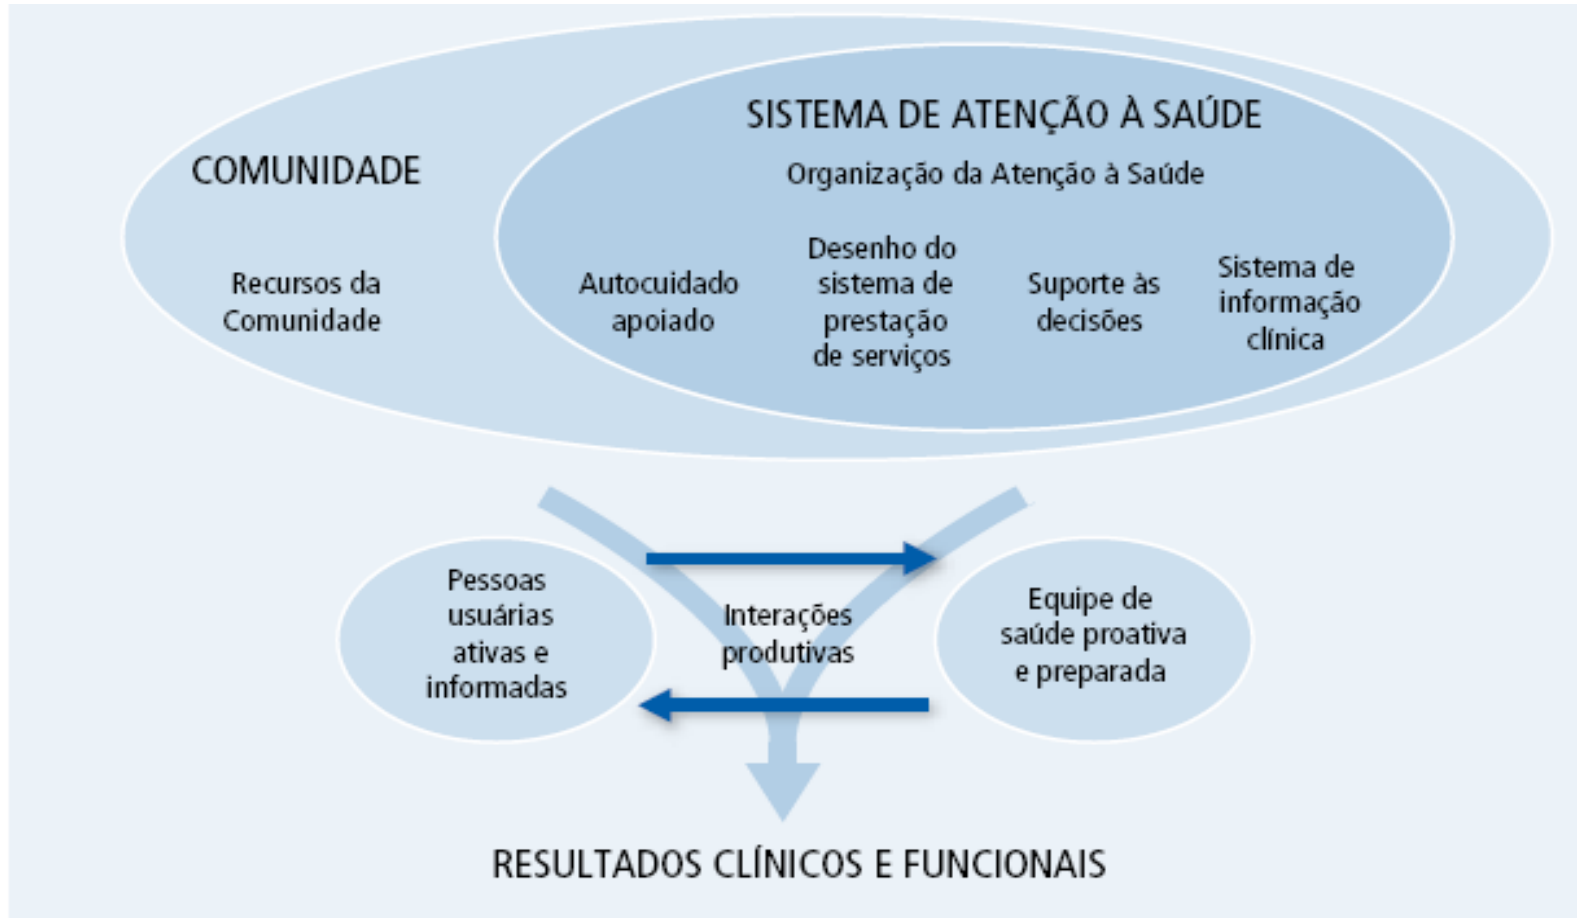 SISTEMA DE ATENÇÃO À SAÚDE
Organização da Atenção à Saúde
COMUNIDADE
Recursos da
Comunidade
Autocuidado
apoiado
Desenho do
sistema de
prestação
de serviços
Suporte às
decisões
Sistema de
informação
clínica
Pessoas
usuárias
ativas e
informadas
Interações
produtivas
Equipe de
saúde proativa
e preparada
RESULTADOS CLÍNICOS E FUNCIONAIS